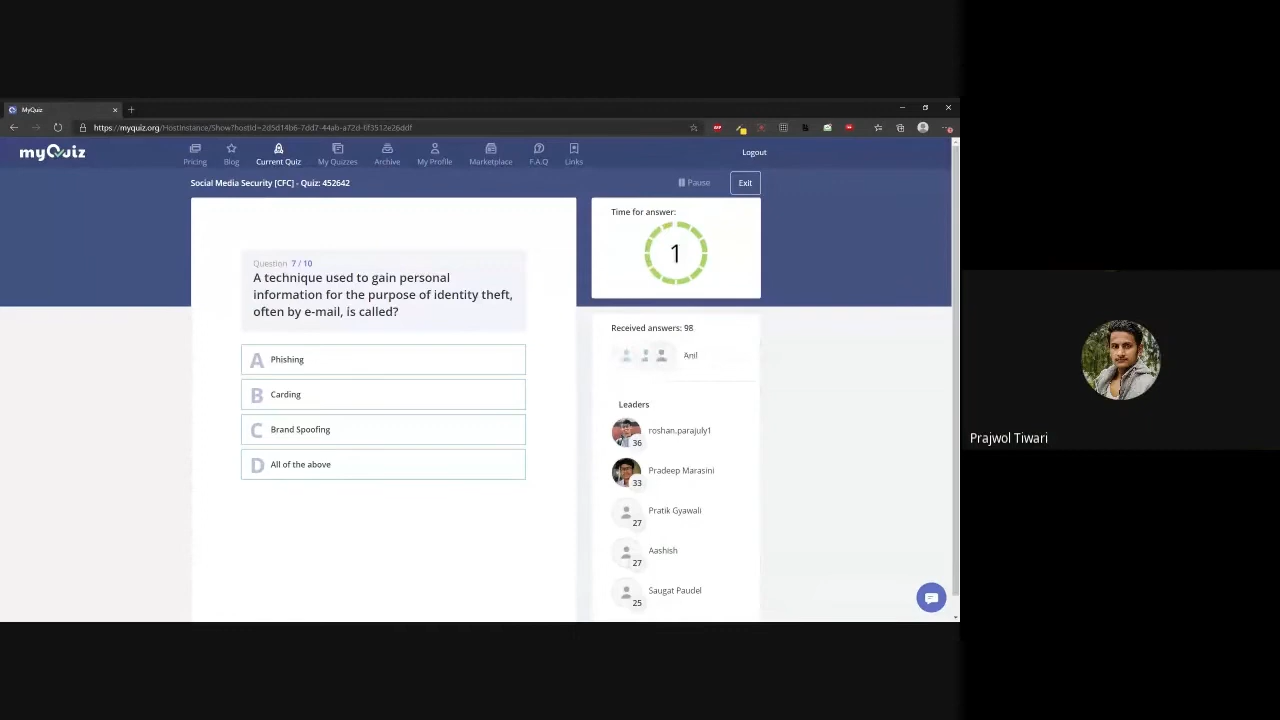 MyQuiz
https://myquiz.org/HostInstance/Show?hostId=2d5d14b6-7dd7-44ab-a72d-fjf3512e26ddf
myQuiz
Pricing
Blog
Current Quiz
My Quizzes
Archive
My Profile
Marketplace
F.A.Q
Links
Logout
Social Media Security [CFC] - Quiz: 452642
Pause
Exit
Question 7 / 10
A technique used to gain personal
information for the purpose of identity theft,
often by e-mail, is called?
A Phishing
B Carding
C Brand Spoofing
D All of the above
Time for answer:
1
Received answers: 98
Anil
Leaders
roshan.parajuly1
36
Pradeep Marasini
33
Pratik Gyawali
27
Aashish
27
Saugat Paudel
25
Prajwol Tiwari